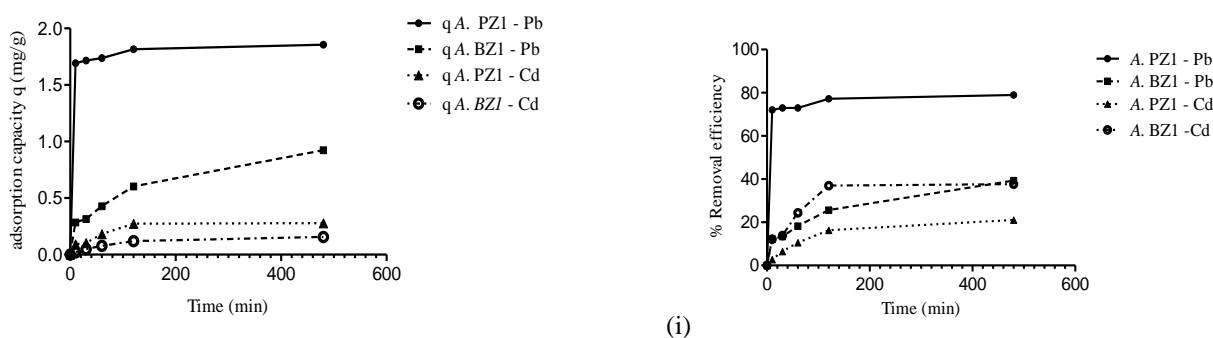 adsorption capacity q (mg/g)
2.0
1.5
1.0
0.5
0.0
0
200
400
600
Time (min)
q A. PZ1 - Pb
q A. BZ1 - Pb
q A. PZ1 - Cd
q A. BZ1 - Cd
(i)
% Removal efficiency
100
80
60
40
20
0
0
200
400
600
Time (min)
A. PZ1 - Pb
A. BZ1 - Pb
A. PZ1 - Cd
A. BZ1 -Cd